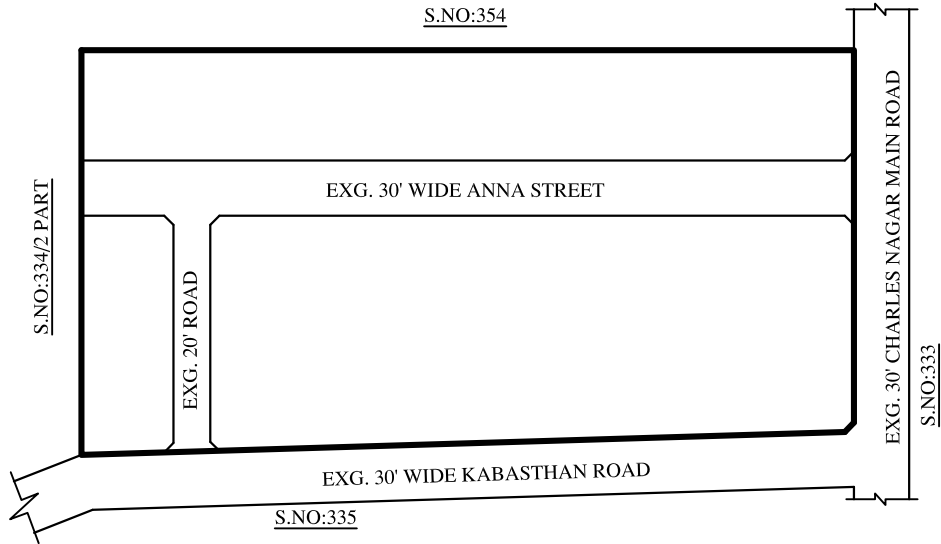 S.NO:354
EXG. 30' CHARLES NAGAR MAIN ROAD
S.NO:334/2 PART
EXG. 30' WIDE ANNA STREET
EXG. 20' ROAD
S.NO:333
EXG. 30' WIDE KABASTHAN ROAD
S.NO:335